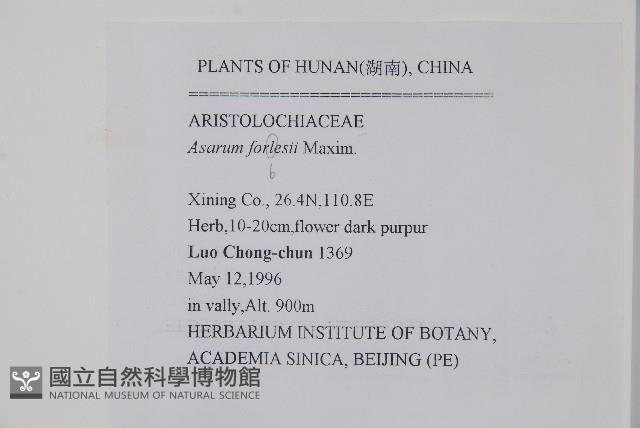 PLANTS OF HUNAN(湖南), CHINA
==================================
ARISTOLOCHIACEAE
Asarum forlesii Maxim.
b
Xining Co., 26.4N,110.8E
Herb,10-20cm,flower dark purpur
Luo Chong-chun 1369
May 12,1996
in vally,Alt. 900m
HERBARIUM INSTITUTE OF BOTANY,
ACADEMIA SINICA, BEIJING (PE)
國立自然科學博物館
NATIONAL MUSEUM OF NATURAL SCIENCE